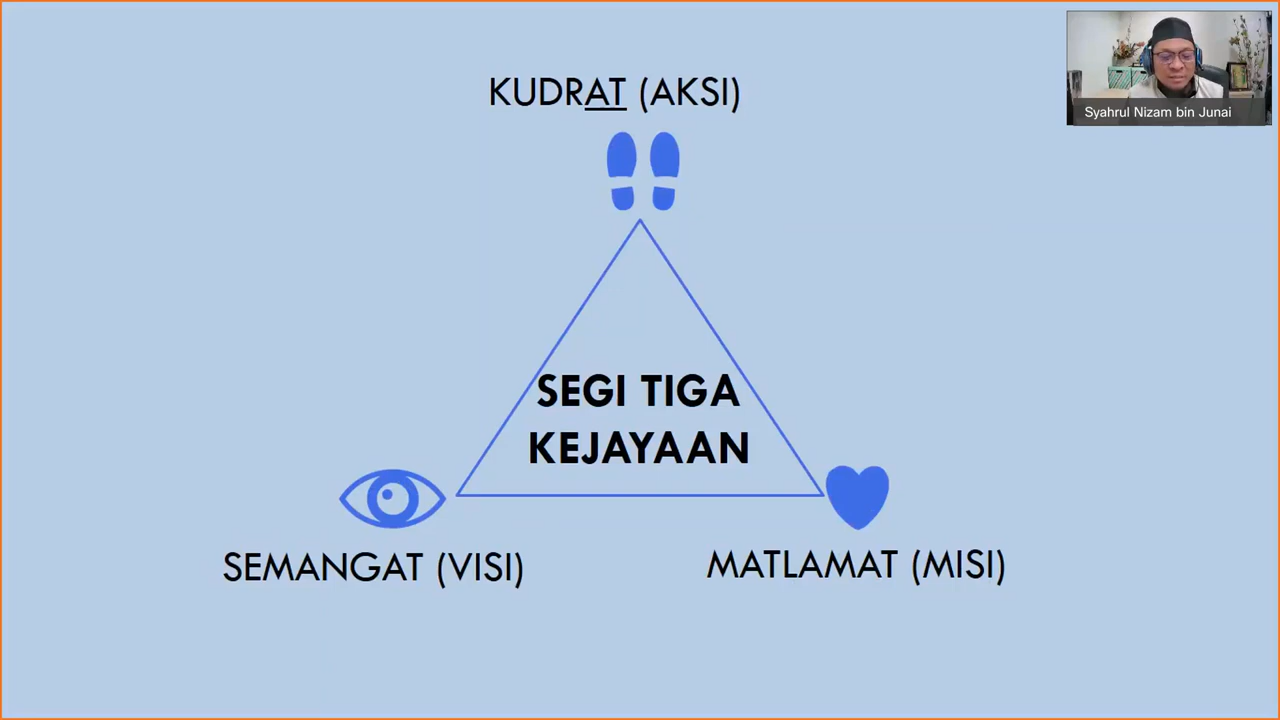 KUDRAT (AKSI)
Syahrul Nizam bin Junai
SEGI TIGA
KEJAYAAN
SEMANGAT (VISI)
MATLAMAT (MISI)